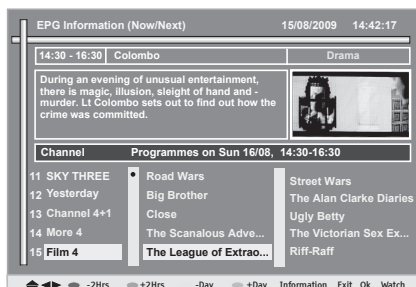 EPG Information (Now/Next) 15/08/2009 14:42:17
14:30 - 16:30 Colombo Drama
During an evening of unusual entertainment,
there is magic, illusion, sleight of hand and -
murder. Lt Colombo sets out to find out how the
crime was committed.
Channel Programmes on Sun 16/08, 14:30-16:30
11 SKY THREE Road Wars Street Wars
12 Yesterday Big Brother The Alan Clarke Diaries
13 Channel 4+1 Close Ugly Betty
14 More 4 The Scanalous Adve... The Victorian Sex Ex...
15 Film 4 The League of Extrao... Riff-Raff
-2Hrs +2Hrs -Day +Day Information Exit Ok Watch